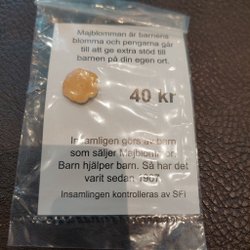 Majblomman är barnens
blomma och pengarna går
till att ge extra stöd till
barnen på din egen ort.
40 kr
Insamligen görs av barn
som säljer Majblommor.
Barn hjälper barn. Så har det
varit sedan 1907.
Insamlingen kontrolleras av SFI